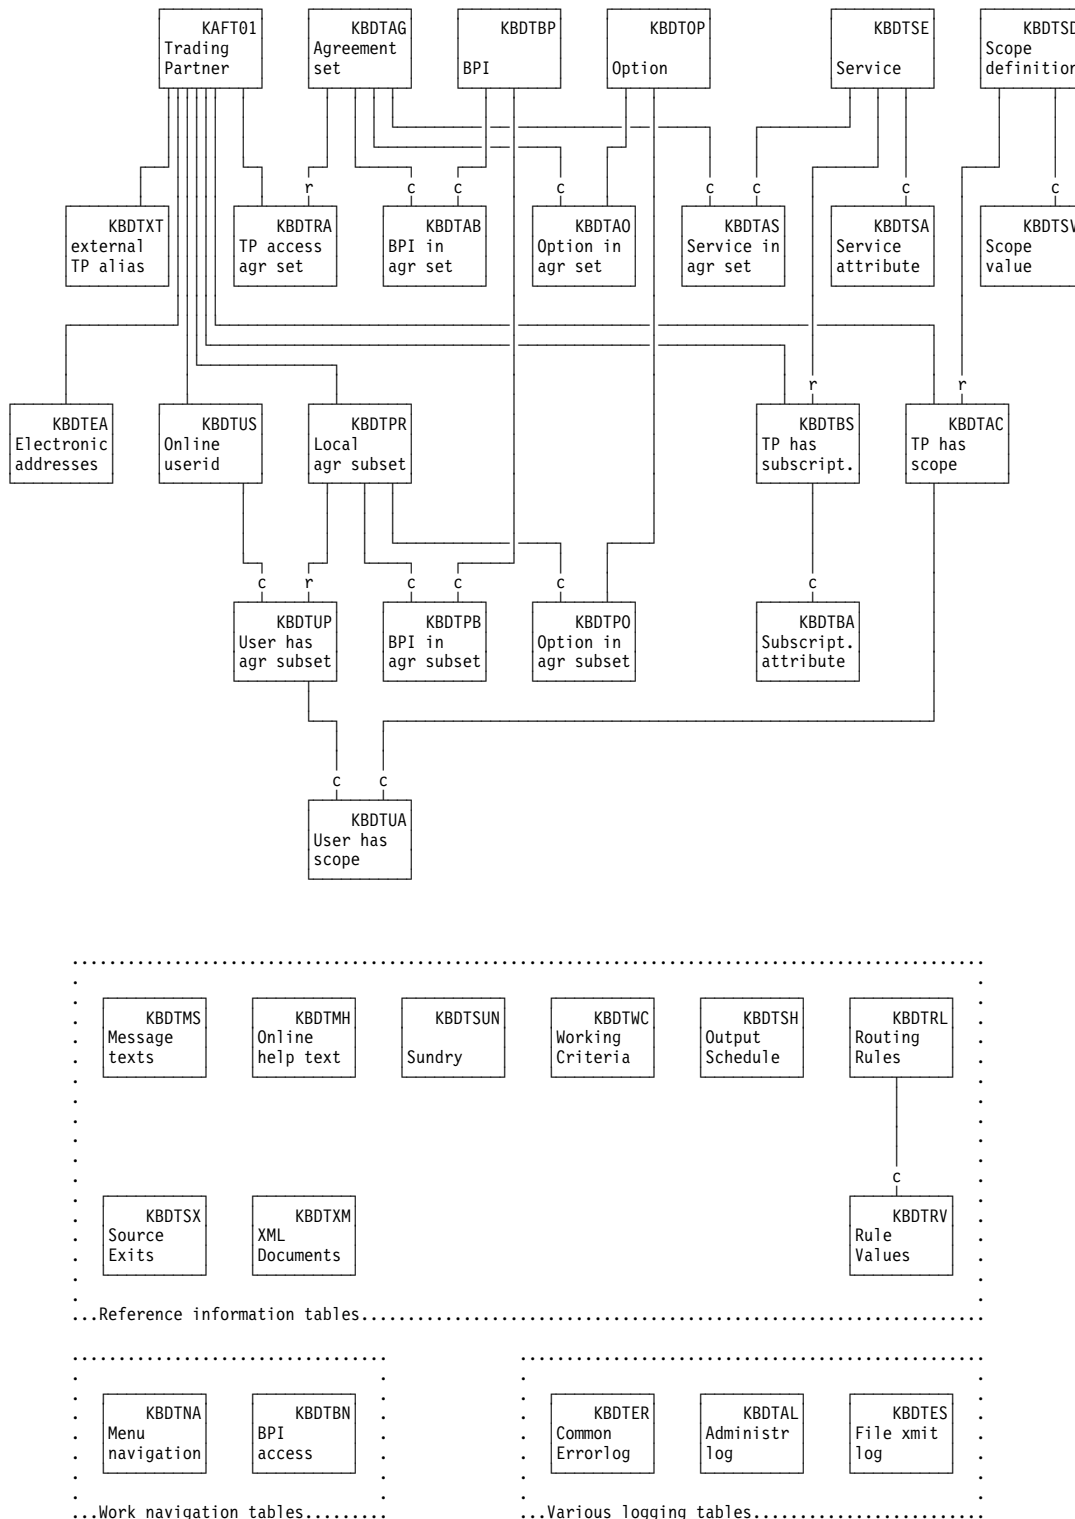 KAFT01 KBDTAG KBDTBP KBDTOP KBDTSE KBDTSD
Trading Agreement Scope
Partner set BPI Option Service definition
r c c c c c c c
KBDTXT KBDTRA KBDTAB KBDTAO KBDTAS KBDTSA KBDTSV
external TP access BPI in Option in Service in Service Scope
TP alias agr set agr set agr set agr set attribute value
r r
KBDTEA KBDTUS KBDTPR KBDTBS KBDTAC
Electronic Online Local TP has TP has
addresses userid agr subset subscript. scope
c r c c c c
KBDTUP KBDTPB KBDTPO KBDTBA
User has BPI in Option in Subscript.
agr subset agr subset agr subset attribute
c c
KBDTUA
User has
scope
KBDTMS KBDTMH KBDTSUN KBDTWC KBDTSH KBDTRL
Message Online Working Output Routing
texts help text Sundry Criteria Schedule Rules
c
KBDTSX KBDTXM KBDTRV
Source XML Rule
Exits Documents Values
...Reference information tables...
KBDTNA KBDTBN KBDTER KBDTAL KBDTES
Menu BPI Common Administr File xmit
navigation access Errorlog log log
...Work navigation tables......... ...Various logging tables.........................